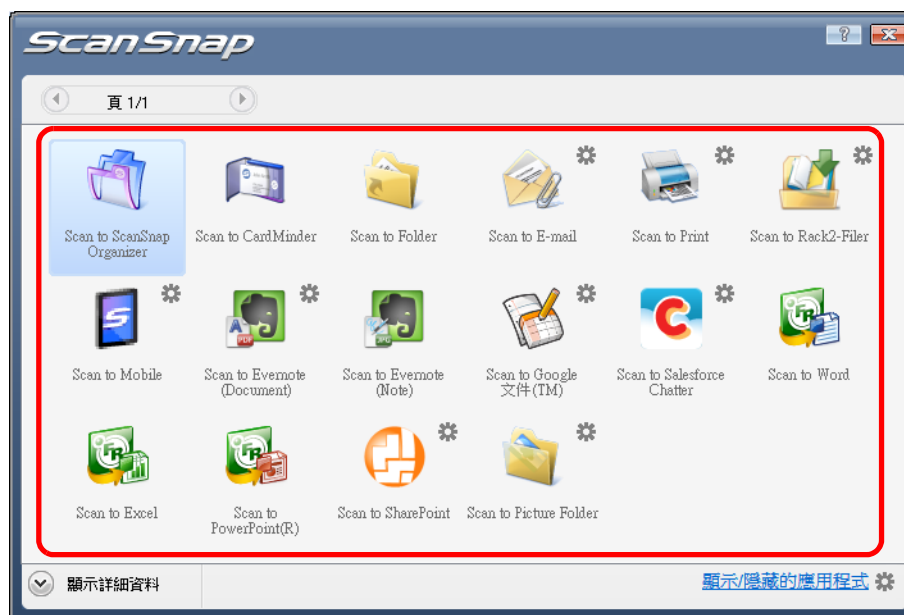 ScanSnap
頁 1/1
Scan to ScanSnap
Organizer
Scan to CardMinder
Scan to Folder
Scan to E-mail
Scan to Print
Scan to Rack2-Filer
Scan to Mobile
Scan to Evernote
(Document)
Scan to Evernote
(Note)
Scan to Google
文件(TM)
Scan to Salesforce
Chatter
Scan to Word
Scan to Excel
Scan to
PowerPoint(R)
Scan to SharePoint
Scan to Picture Folder
顯示詳細資料
顯示/隱藏的應用程式